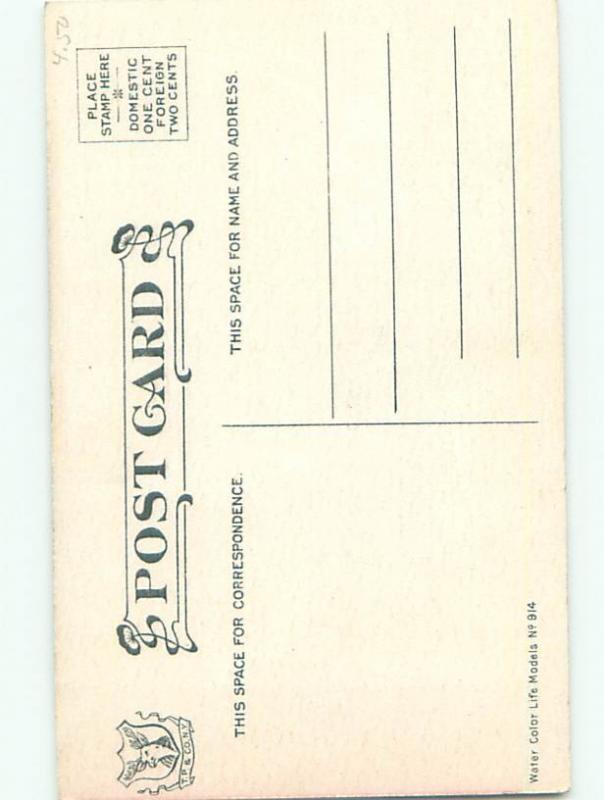 4.50
PLACE
STAMP HERE
DOMESTIC
ONE CENT
FOREIGN
TWO CENTS
POST CARD
T.P. & CO. N.Y.
THIS SPACE FOR CORRESPONDENCE.
THIS SPACE FOR NAME AND ADDRESS.
Water Color Life Models Nº 914